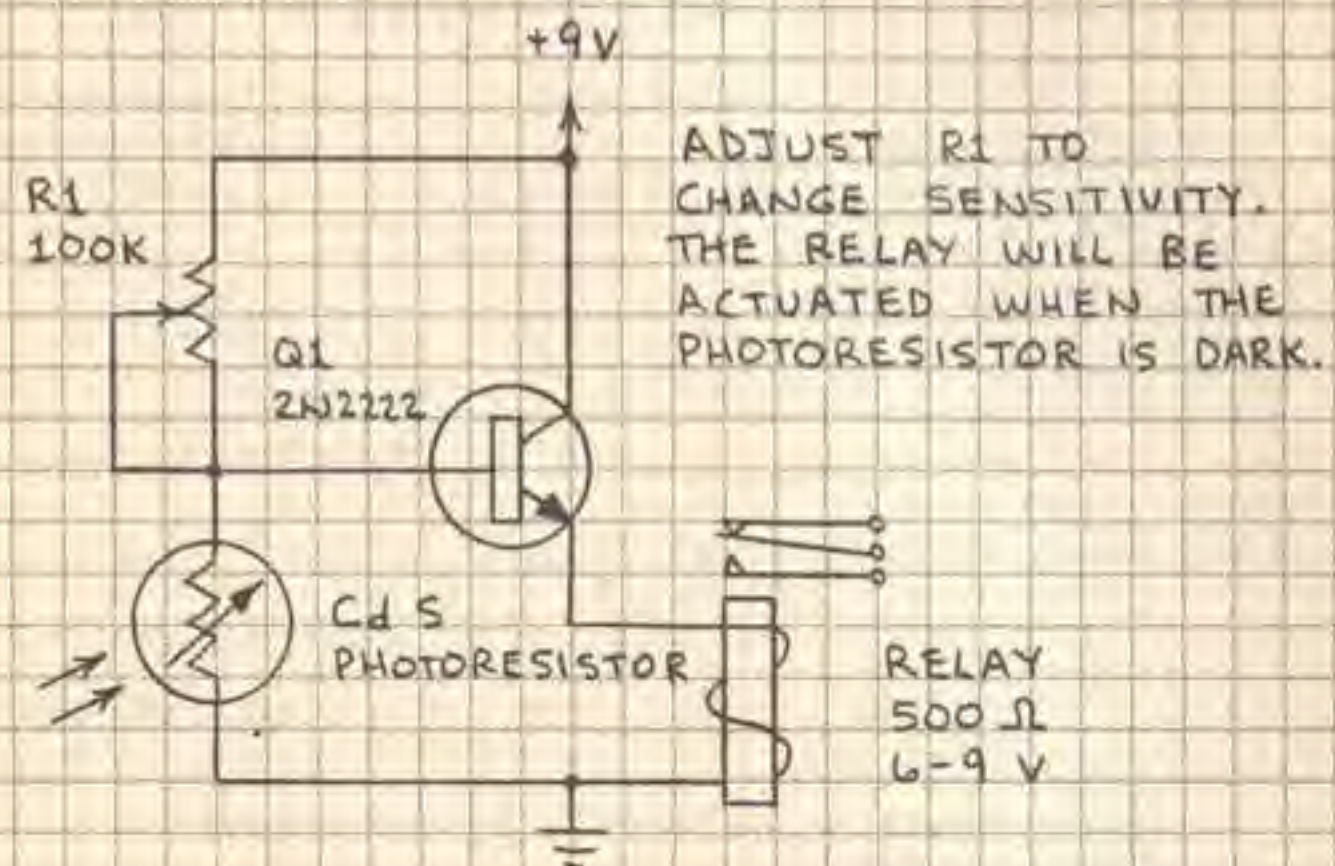 +9V
R1
100K
ADJUST R1 TO
CHANGE SENSITIVITY.
THE RELAY WILL BE
ACTUATED WHEN THE
PHOTORESISTOR IS DARK.
Q1
2N2222
Cd S
PHOTORESISTOR
RELAY
500 Ω
6-9 V